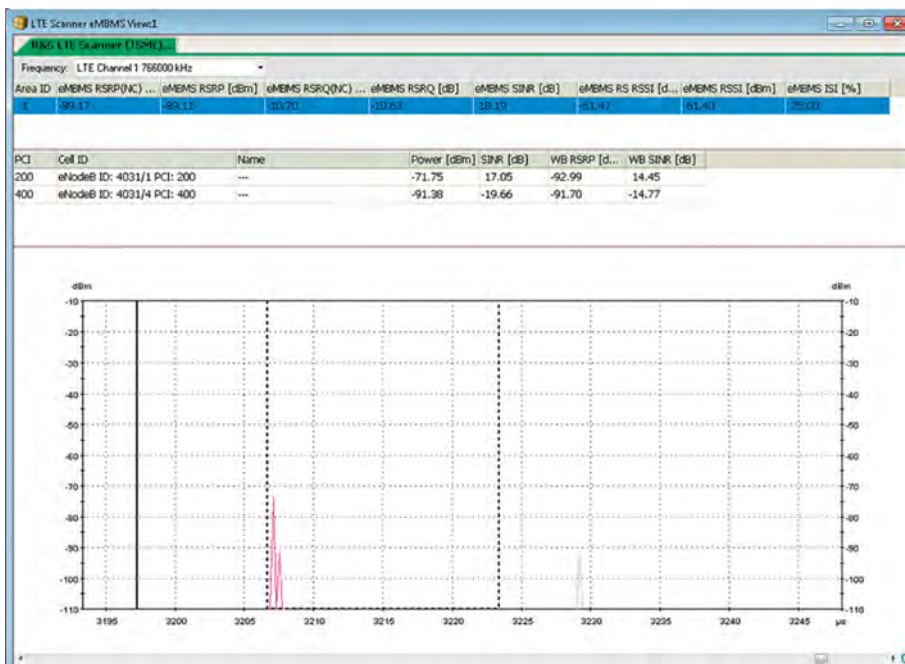 LTE Scanner eMBMS View:1
R&S LTE Scanner (TSME)...
Frequency: LTE Channel 1 766000 kHz
Area ID eMBMS RSRP(NC) ... eMBMS RSRP [dBm] eMBMS RSRQ(NC) ... eMBMS RSRQ [dB] eMBMS SINR [dB] eMBMS RS RSSI [d... eMBMS RSSI [dBm] eMBMS ISI [%]
1 -89.17 -89.11 -10.70 -10.63 18.19 -61.47 -61.40 25.00
PCI Cell ID Name Power [dBm] SINR [dB] WB RSRP [d... WB SINR [dB]
200 eNodeB ID: 4031/1 PCI: 200 --- -71.75 17.05 -92.99 14.45
400 eNodeB ID: 4031/4 PCI: 400 --- -91.38 -19.66 -91.70 -14.77
dBm dBm
-10 -10
-20 -20
-30 -30
-40 -40
-50 -50
-60 -60
-70 -70
-80 -80
-90 -90
-100 -100
-110 -110
3195 3200 3205 3210 3215 3220 3225 3230 3235 3240 3245 µs